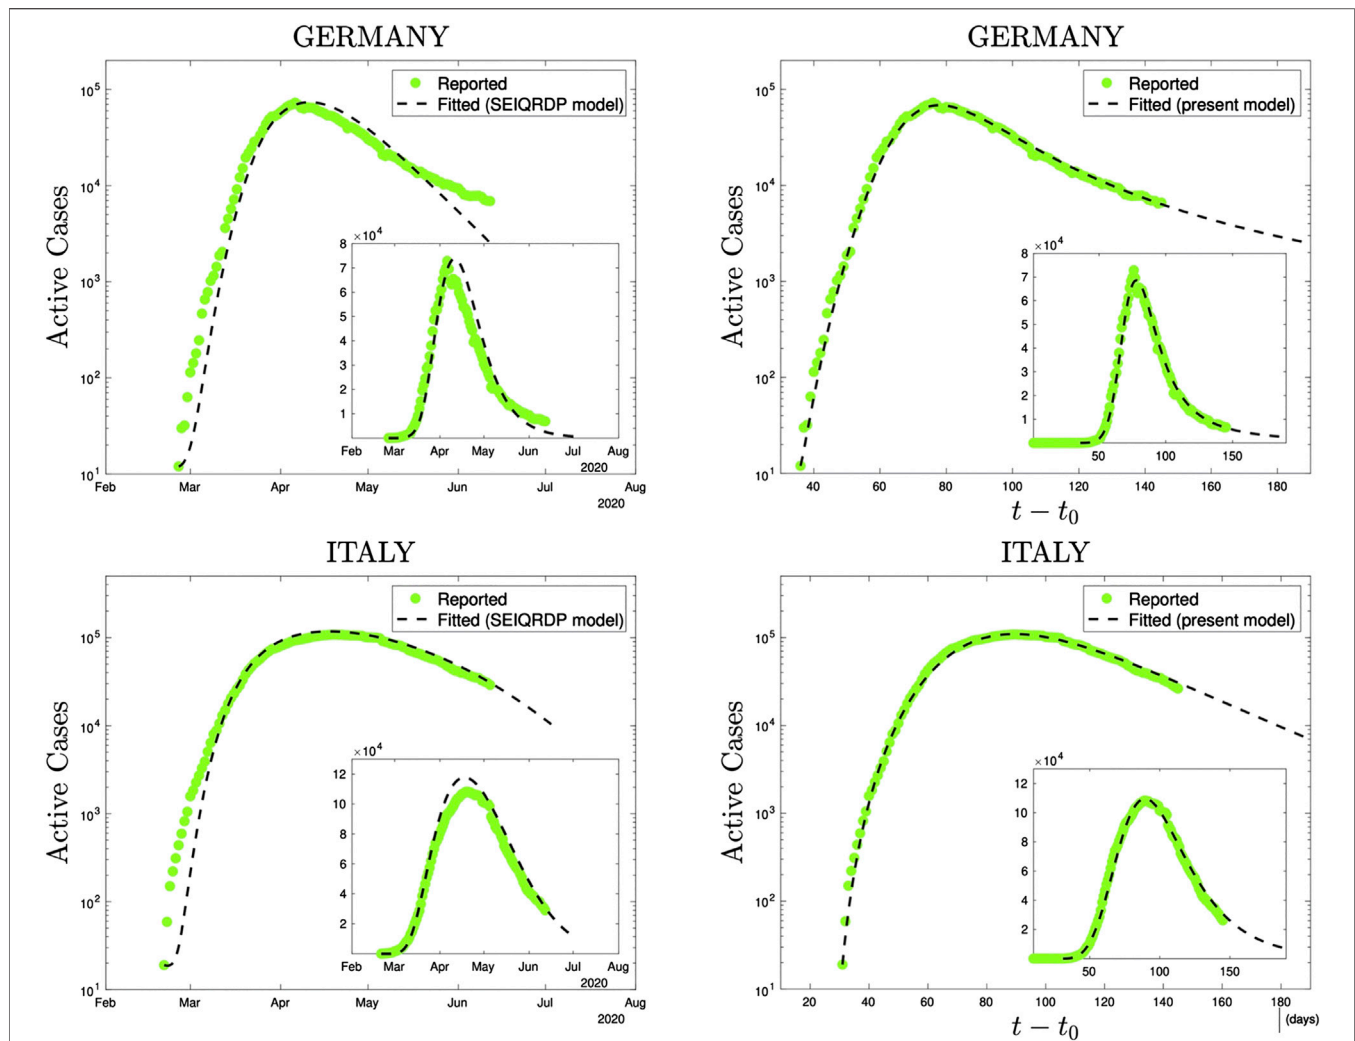 GERMANY
Active Cases
10^5
10^4
10^3
10^2
10^1
Reported
Fitted (SEIQRDP model)
×10^4
8
7
6
5
4
3
2
1
Feb Mar Apr May Jun Jul Aug
2020
Feb Mar Apr May Jun Jul Aug
2020
GERMANY
Active Cases
10^5
10^4
10^3
10^2
10^1
Reported
Fitted (present model)
×10^4
8
7
6
5
4
3
2
1
50 100 150
40 60 80 100 120 140 160 180
t − t_0
ITALY
Active Cases
10^5
10^4
10^3
10^2
10^1
Reported
Fitted (SEIQRDP model)
×10^4
12
10
8
6
4
2
Feb Mar Apr May Jun Jul Aug
2020
Feb Mar Apr May Jun Jul Aug
2020
ITALY
Active Cases
10^5
10^4
10^3
10^2
10^1
Reported
Fitted (present model)
×10^4
12
10
8
6
4
2
50 100 150
20 40 60 80 100 120 140 160 180
(days)
t − t_0